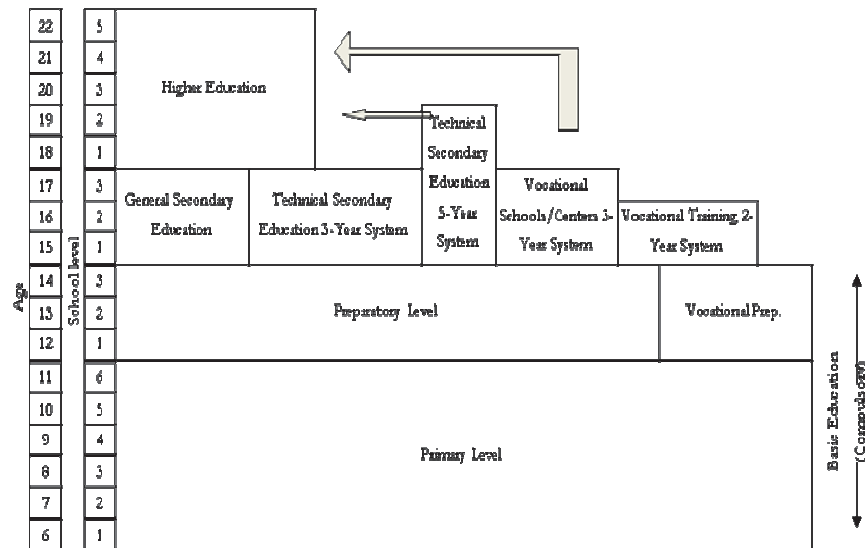 22 5
21 4
20 3
19 2
18 1
17 3
16 2
15 1
14 3
13 2
12 1
11 6
10 5
9 4
8 3
7 2
6 1
Age
School level
Higher Education
General Secondary
Education
Technical Secondary
Education 3-Year System
Technical
Secondary
Education
5-Year
System
Vocational
Schools/Centers 3-
Year System
Vocational Training, 2-
Year System
Preparatory Level
Vocational Prep.
Primary Level
Basic Education
(Compulsory)